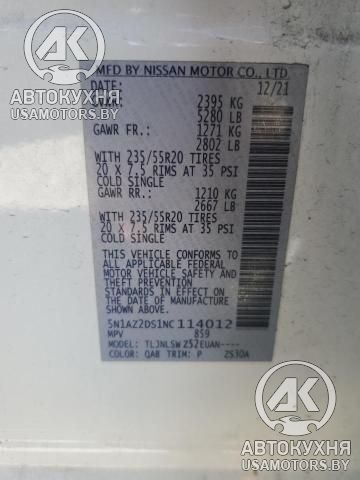 АВТОКУХНЯ
USAMOTORS.BY
MFD BY NISSAN MOTOR CO., LTD.
DATE: 12/21
GVWR: 2395 KG
5280 LB
GAWR FR.: 1271 KG
2802 LB
WITH 235/55R20 TIRES
20 X 7.5 RIMS AT 35 PSI
COLD SINGLE
GAWR RR: 1210 KG
2667 LB
WITH 235/55R20 TIRES
20 X 7.5 RIMS AT 35 PSI
COLD SINGLE
THIS VEHICLE CONFORMS TO
ALL APPLICABLE FEDERAL
MOTOR VEHICLE SAFETY
AND THEFT PREVENTION
STANDARDS IN EFFECT ON
THE DATE OF MANUFACTURE
SHOWN ABOVE
5N1AZ2DS1NC114012
MPV 859
MODEL: TLJNLSWZ52EUAN----
COLOR: QAB TRIM: P ZS30A
АВТОКУХНЯ
USAMOTORS.BY